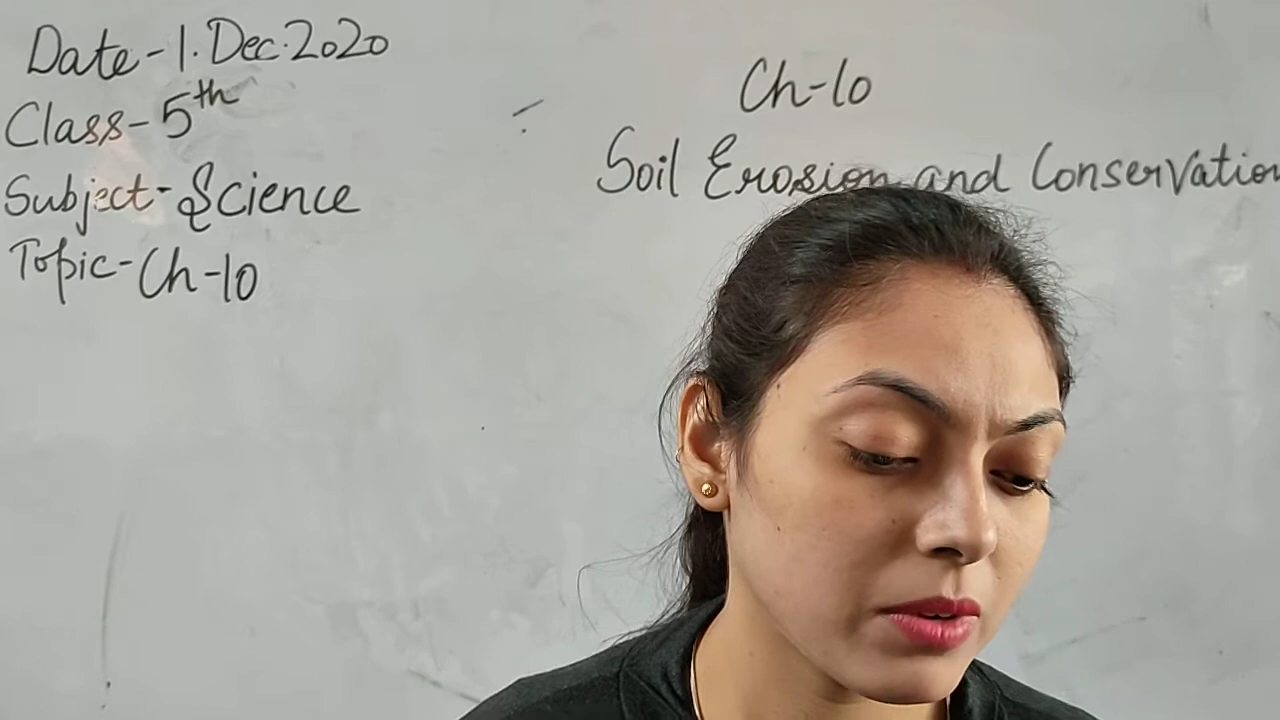 Date-1.Dec.2020
Class-5th
Subject-Science
Topic-Ch-10
Ch-10
Soil Erosion and Conservation